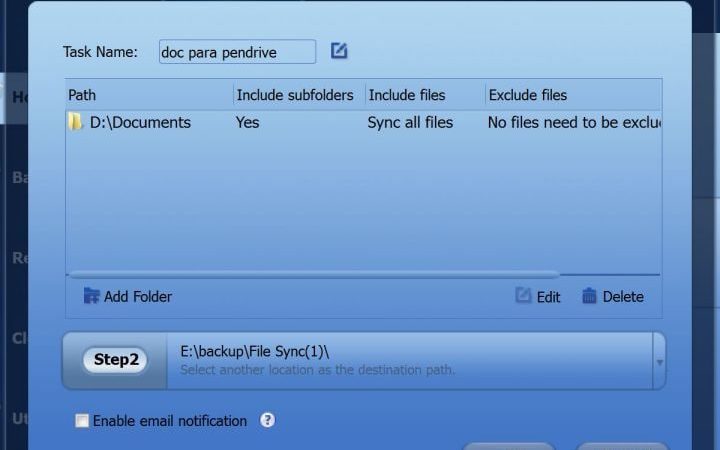 Task Name: doc para pendrive
Path Include subfolders Include files Exclude files
D:\Documents Yes Sync all files No files need to be exclu
Add Folder Edit Delete
Step2 E:\backup\File Sync(1)\
Select another location as the destination path.
Enable email notification ?
Ho
Ba
Re
Cl
Ut